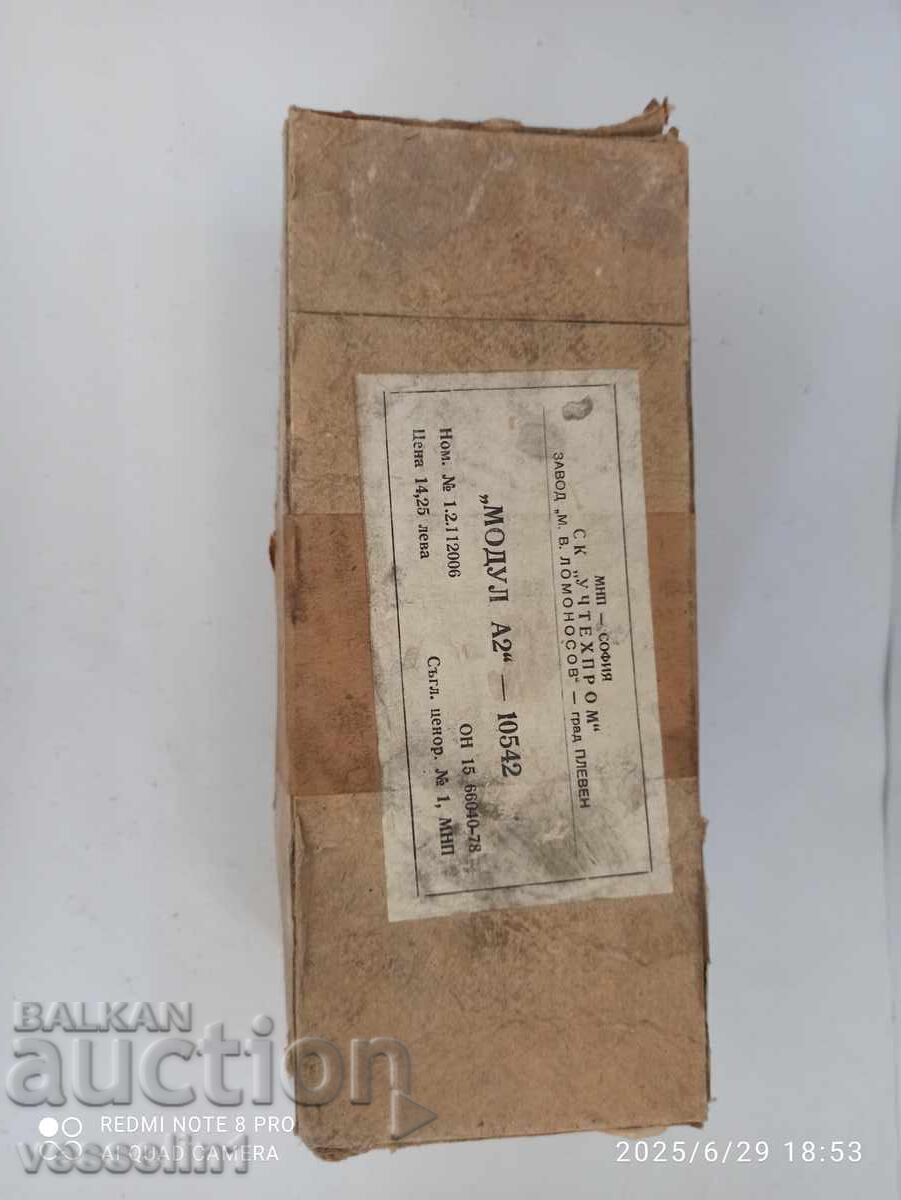 МНП — СОФИЯ
СК „УЧТЕХПРОМ“
ЗАВОД „М. В. ЛОМОНОСОВ“ — град ПЛЕВЕН
„МОДУЛ А2“ — 10542
Ном. № 1.2.112006
ОН 15 66040-78
Цена 14,25 лева
Съгл. ценор. № 1, МНП
BALKAN
auction
REDMI NOTE 8 PRO
AI QUAD CAMERA
vesselin1
2025/6/29 18:53